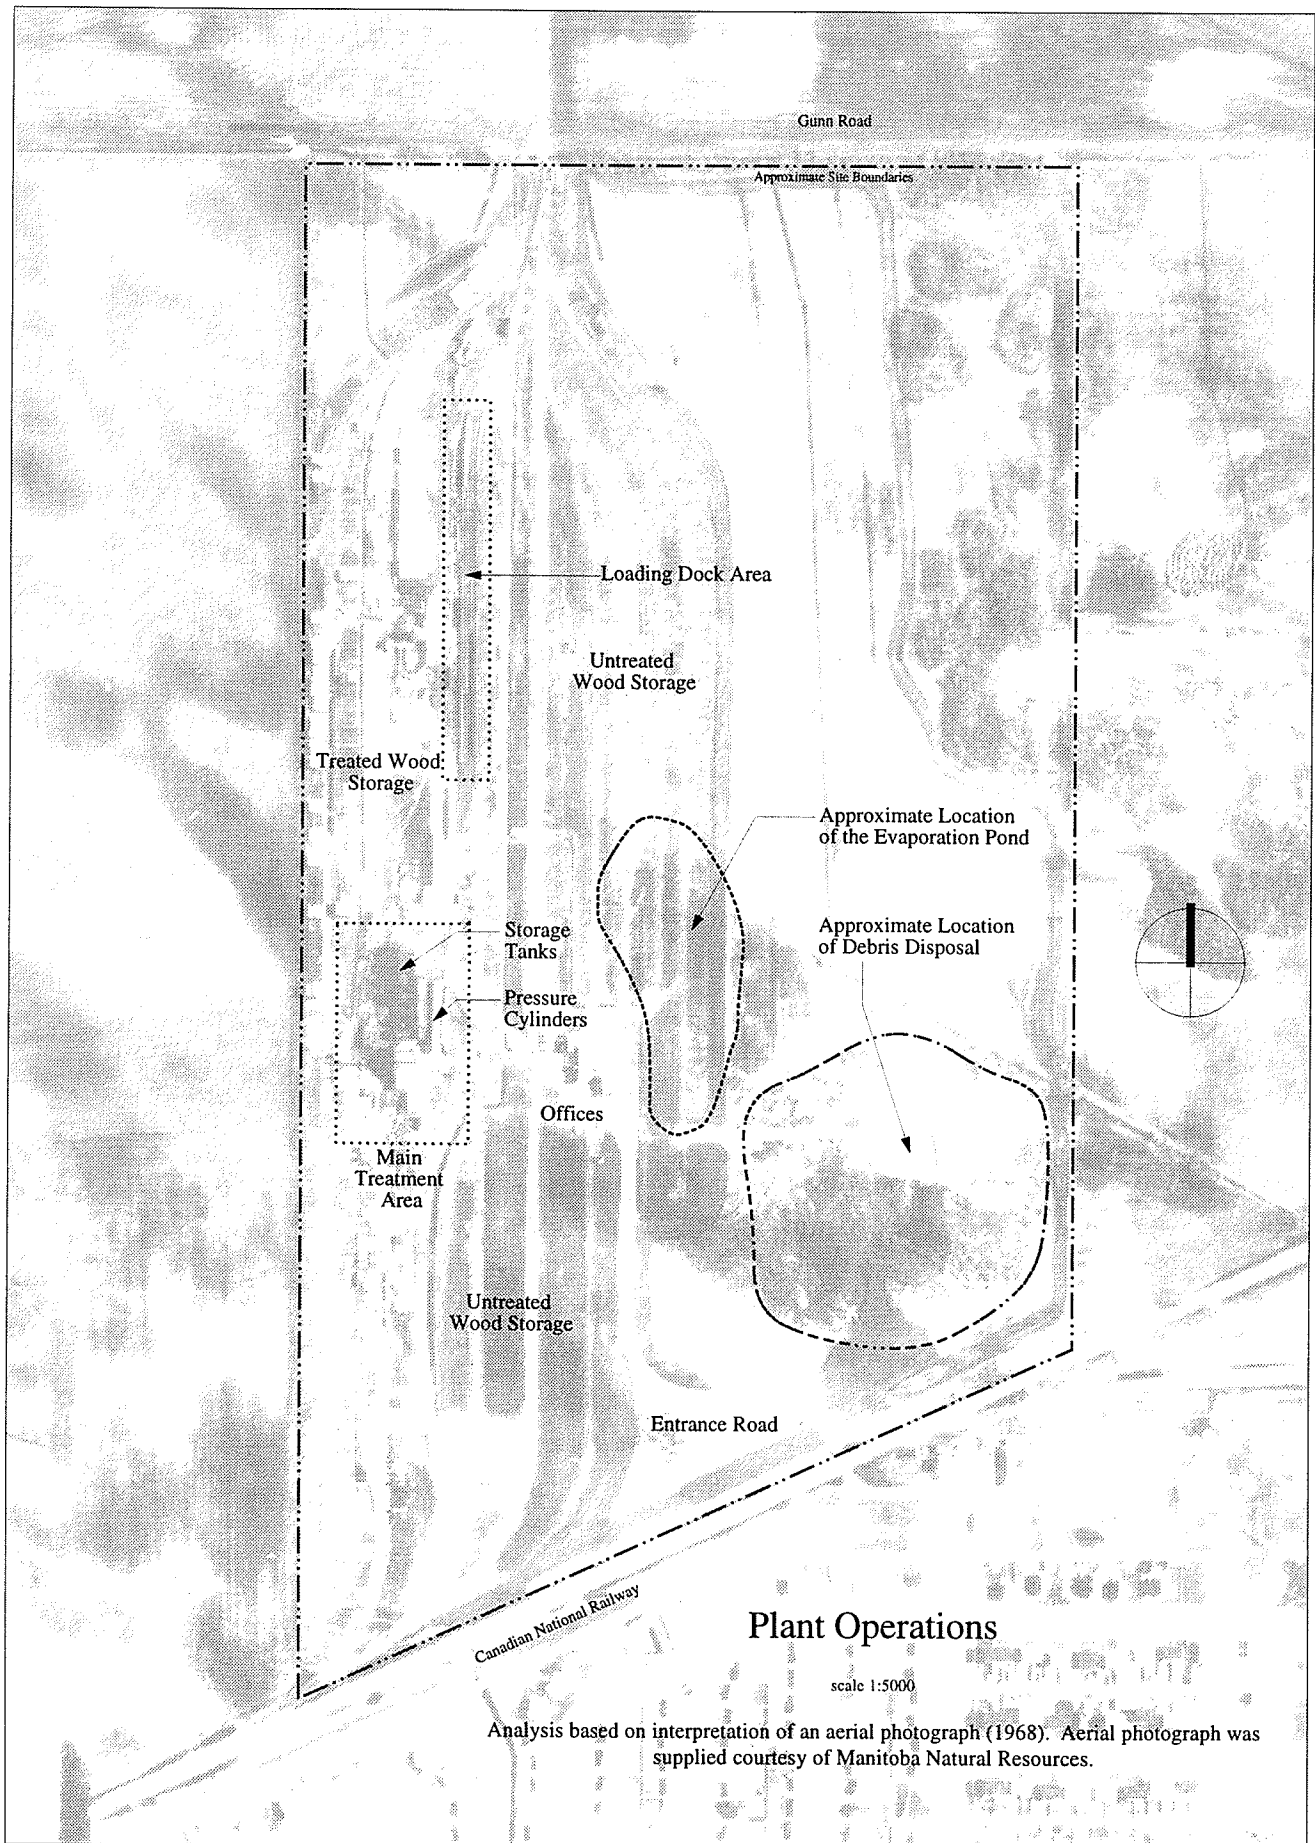 Gunn Road
Approximate Site Boundaries
Loading Dock Area
Untreated
Wood Storage
Treated Wood
Storage
Approximate Location
of the Evaporation Pond
Storage
Tanks
Approximate Location
of Debris Disposal
Pressure
Cylinders
Offices
Main
Treatment
Area
Untreated
Wood Storage
Entrance Road
Canadian National Railway
Plant Operations
scale 1:5000
Analysis based on interpretation of an aerial photograph (1968). Aerial photograph was
supplied courtesy of Manitoba Natural Resources.